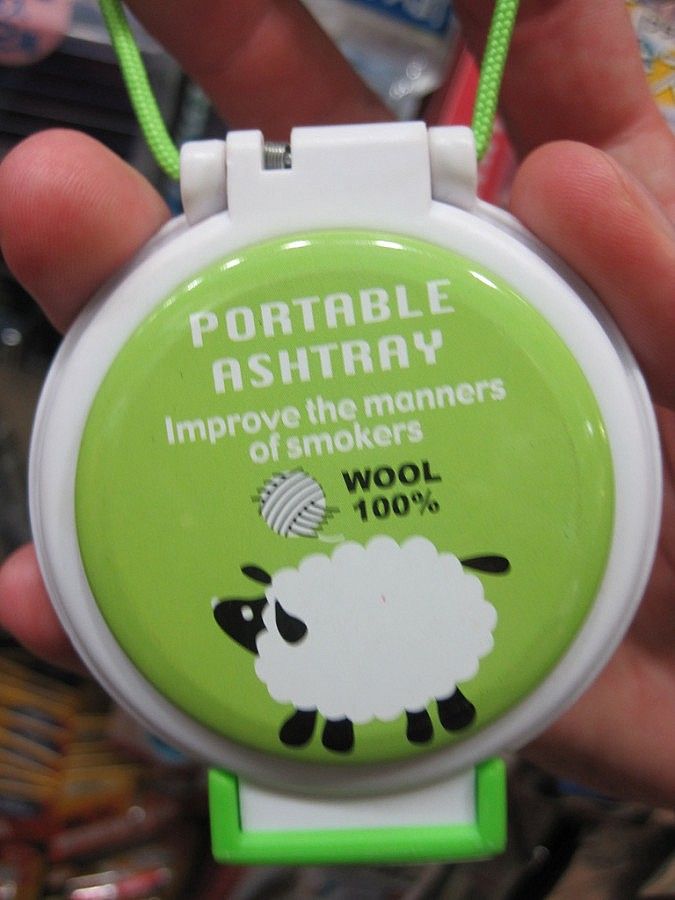 PORTABLE
ASHTRAY
Improve the manners
of smokers
WOOL
100%